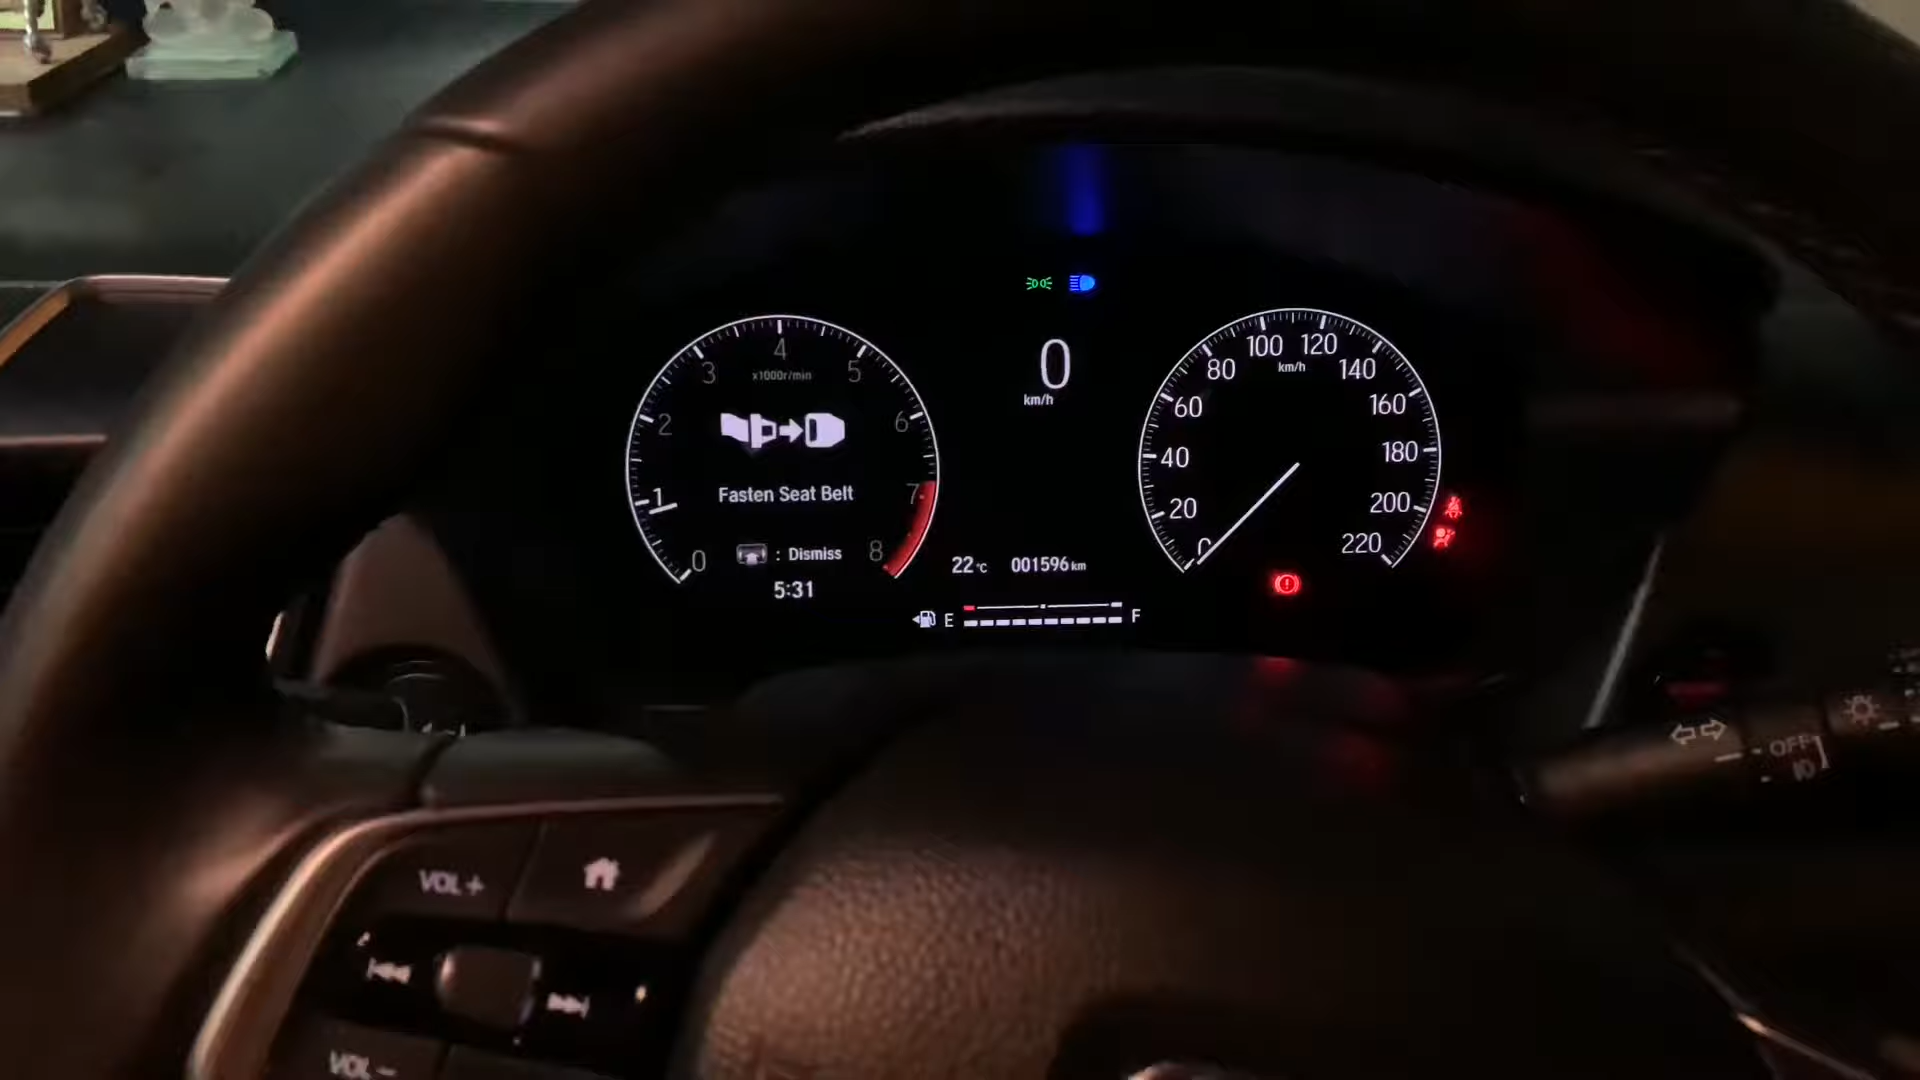 4
3
5
x1000r/min
2
6
1
Fasten Seat Belt
7
0
: Dismiss
8
5:31
0
km/h
22°C
001596 km
E
F
100
120
80
km/h
140
60
160
40
180
20
200
0
220
OFF
VOL +
VOL −